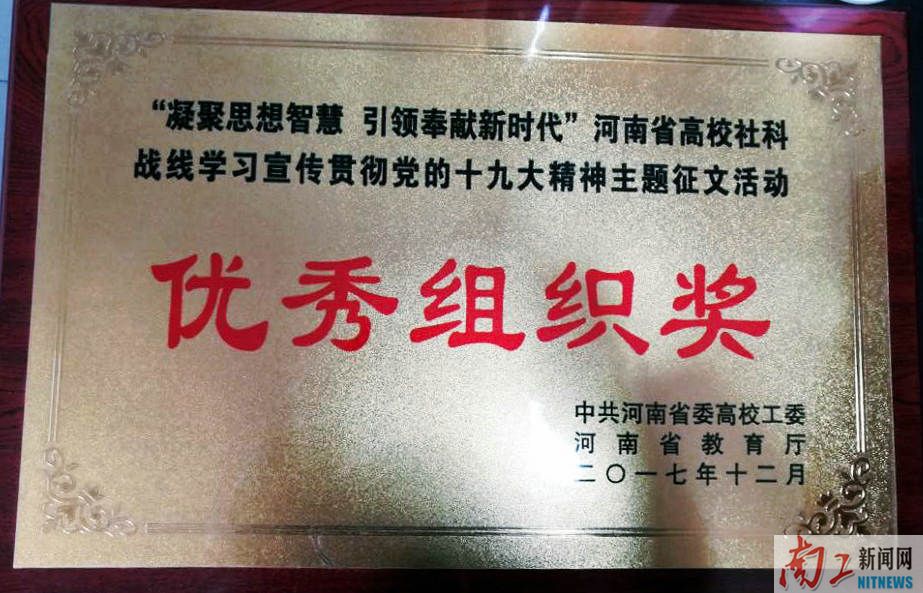 “凝聚思想智慧 引领奉献新时代”河南省高校社科
战线学习宣传贯彻党的十九大精神主题征文活动
优秀组织奖
中共河南省委高校工委
河南省教育厅
二〇一七年十二月
南工新闻网
NITNEWS